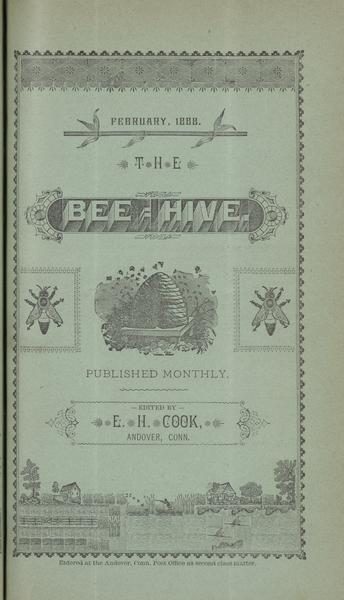 FEBRUARY, 1888.
THE
BEE-HIVE.
PUBLISHED MONTHLY.
— EDITED BY —
E. H. COOK,
ANDOVER, CONN.
Entered at the Andover, Conn. Post Office as second class matter.